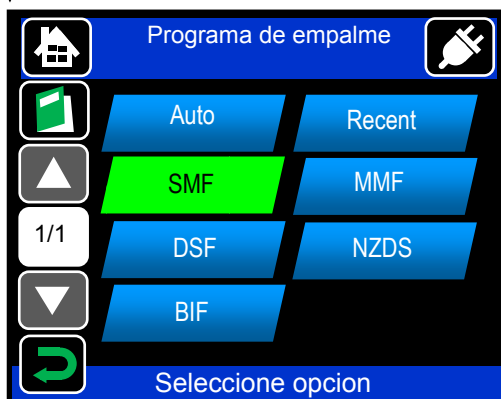 Programa de empalme
Auto
Recent
SMF
MMF
1/1
DSF
NZDS
BIF
Seleccione opcion